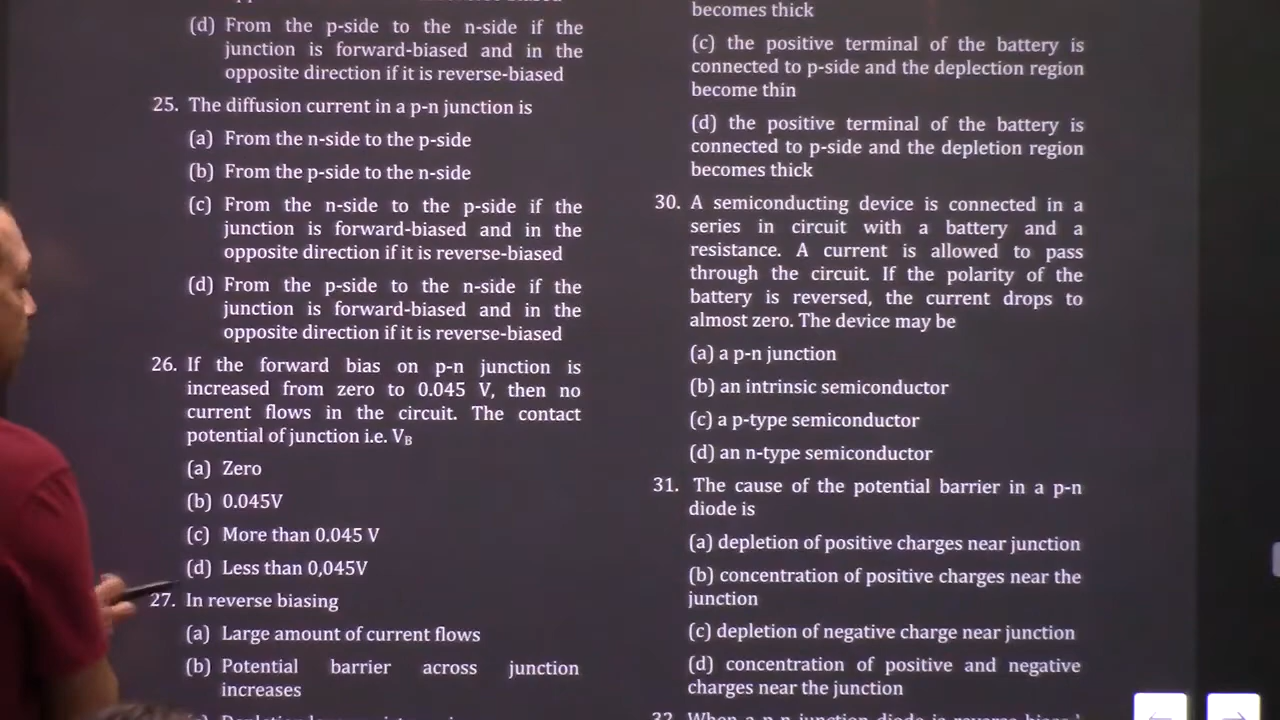 (d) From the p-side to the n-side if the
junction is forward-biased and in the
opposite direction if it is reverse-biased
25. The diffusion current in a p-n junction is
(a) From the n-side to the p-side
(b) From the p-side to the n-side
(c) From the n-side to the p-side if the
junction is forward-biased and in the
opposite direction if it is reverse-biased
(d) From the p-side to the n-side if the
junction is forward-biased and in the
opposite direction if it is reverse-biased
26. If the forward bias on p-n junction is
increased from zero to 0.045 V, then no
current flows in the circuit. The contact
potential of junction i.e. VB
(a) Zero
(b) 0.045V
(c) More than 0.045 V
(d) Less than 0,045V
27. In reverse biasing
(a) Large amount of current flows
(b) Potential barrier across junction
increases
becomes thick
(c) the positive terminal of the battery is
connected to p-side and the deplection region
become thin
(d) the positive terminal of the battery is
connected to p-side and the depletion region
becomes thick
30. A semiconducting device is connected in a
series in circuit with a battery and a
resistance. A current is allowed to pass
through the circuit. If the polarity of the
battery is reversed, the current drops to
almost zero. The device may be
(a) a p-n junction
(b) an intrinsic semiconductor
(c) a p-type semiconductor
(d) an n-type semiconductor
31. The cause of the potential barrier in a p-n
diode is
(a) depletion of positive charges near junction
(b) concentration of positive charges near the
junction
(c) depletion of negative charge near junction
(d) concentration of positive and negative
charges near the junction